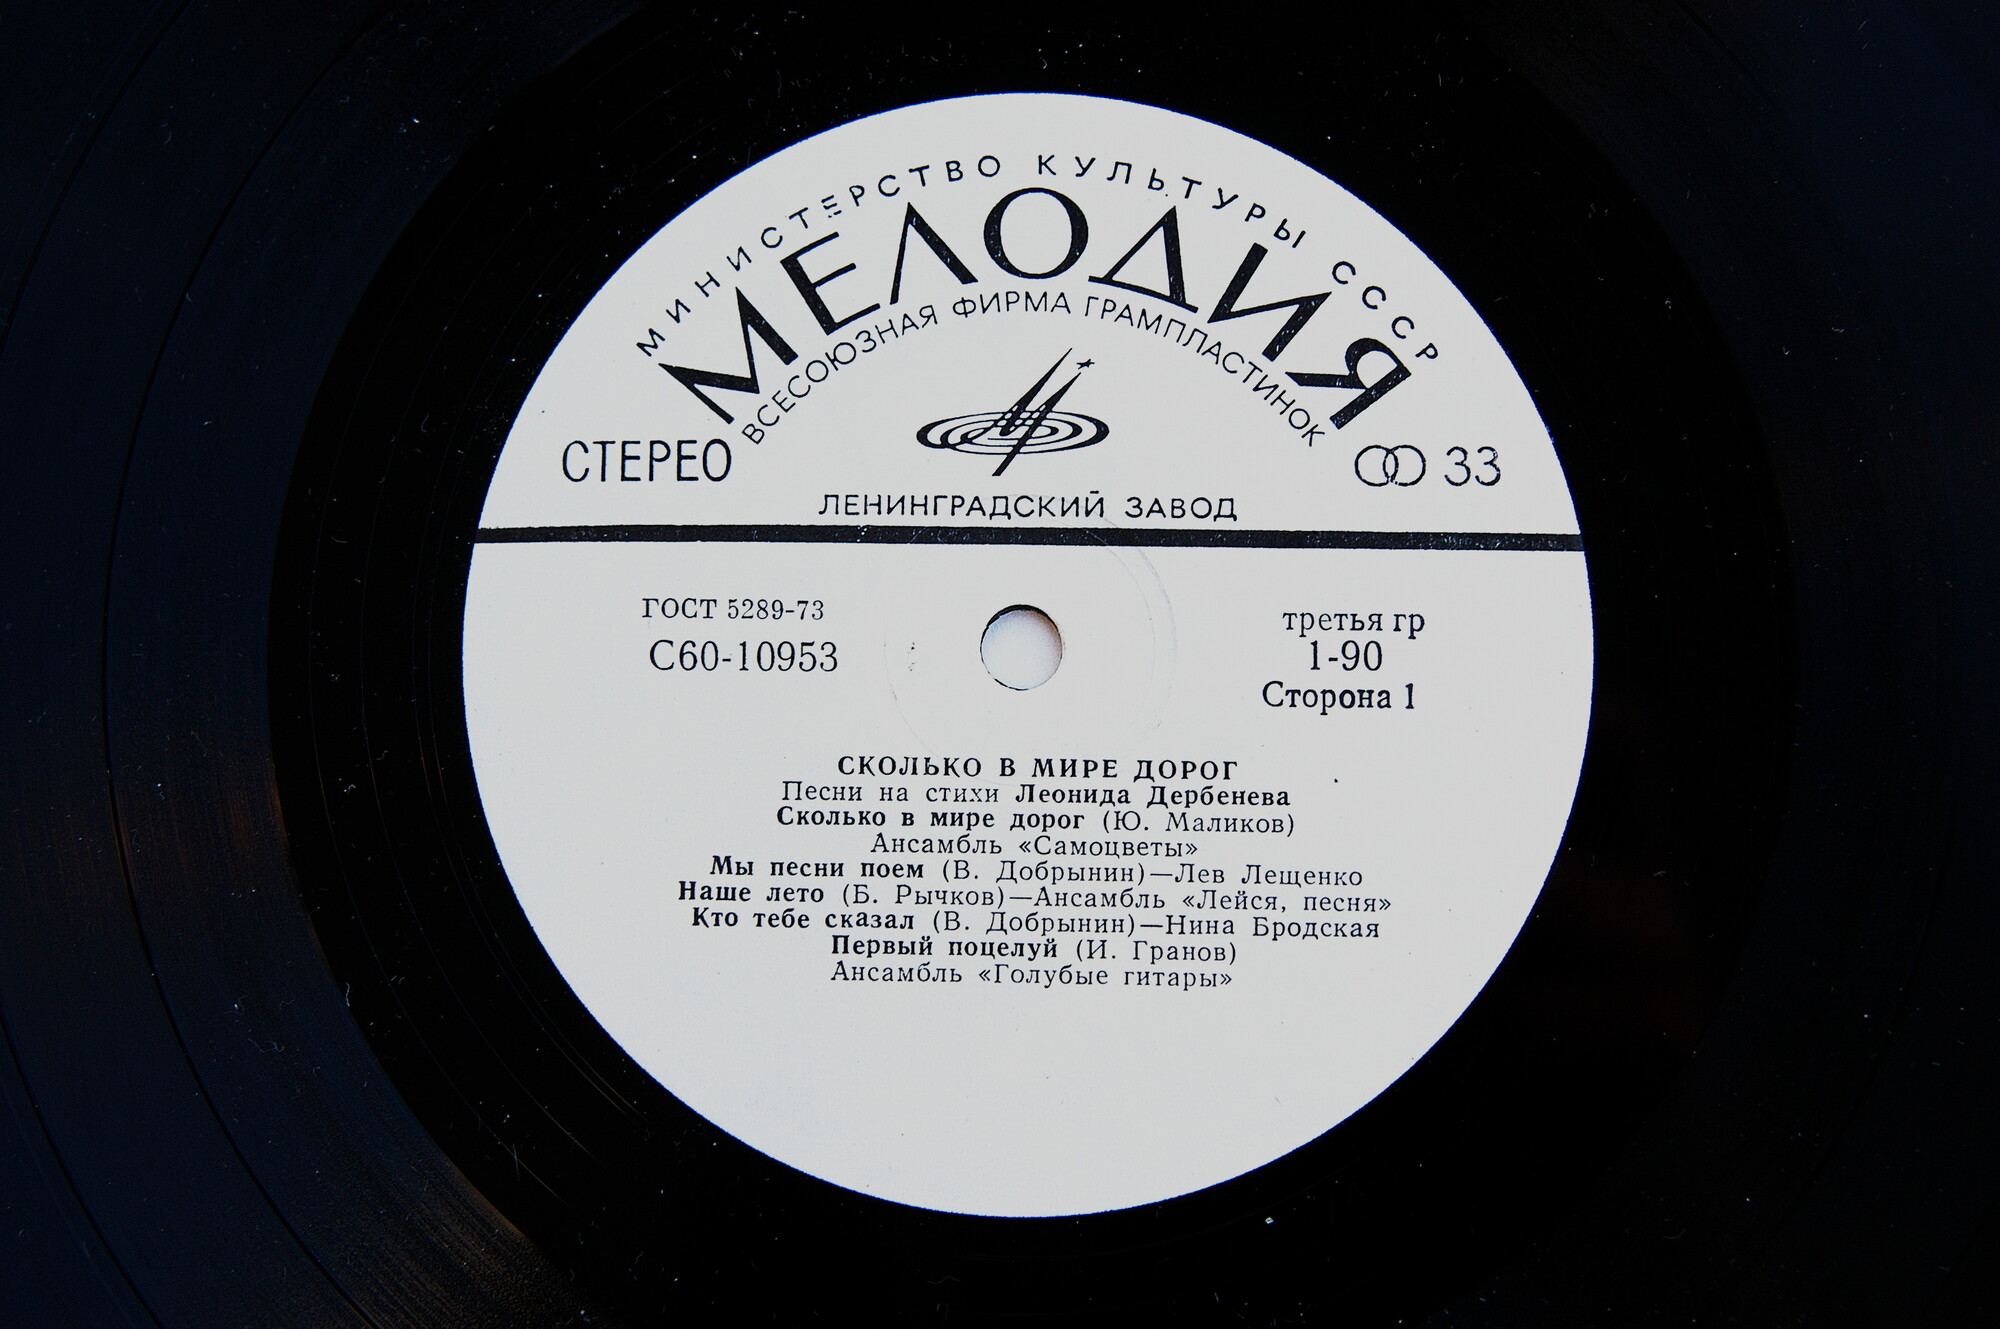 МИНИСТЕРСТВО КУЛЬТУРЫ СССР
МЕЛОДИЯ
ВСЕСОЮЗНАЯ ФИРМА ГРАМПЛАСТИНОК
СТЕРЕО
33
ЛЕНИНГРАДСКИЙ ЗАВОД
ГОСТ 5289-73
С60-10953
третья гр
1-90
Сторона 1
СКОЛЬКО В МИРЕ ДОРОГ
Песни на стихи Леонида Дербенева
Сколько в мире дорог (Ю. Маликов)
Ансамбль «Самоцветы»
Мы песни поем (В. Добрынин)—Лев Лещенко
Наше лето (Б. Рычков)—Ансамбль «Лейся, песня»
Кто тебе сказал (В. Добрынин)—Нина Бродская
Первый поцелуй (И. Гранов)
Ансамбль «Голубые гитары»